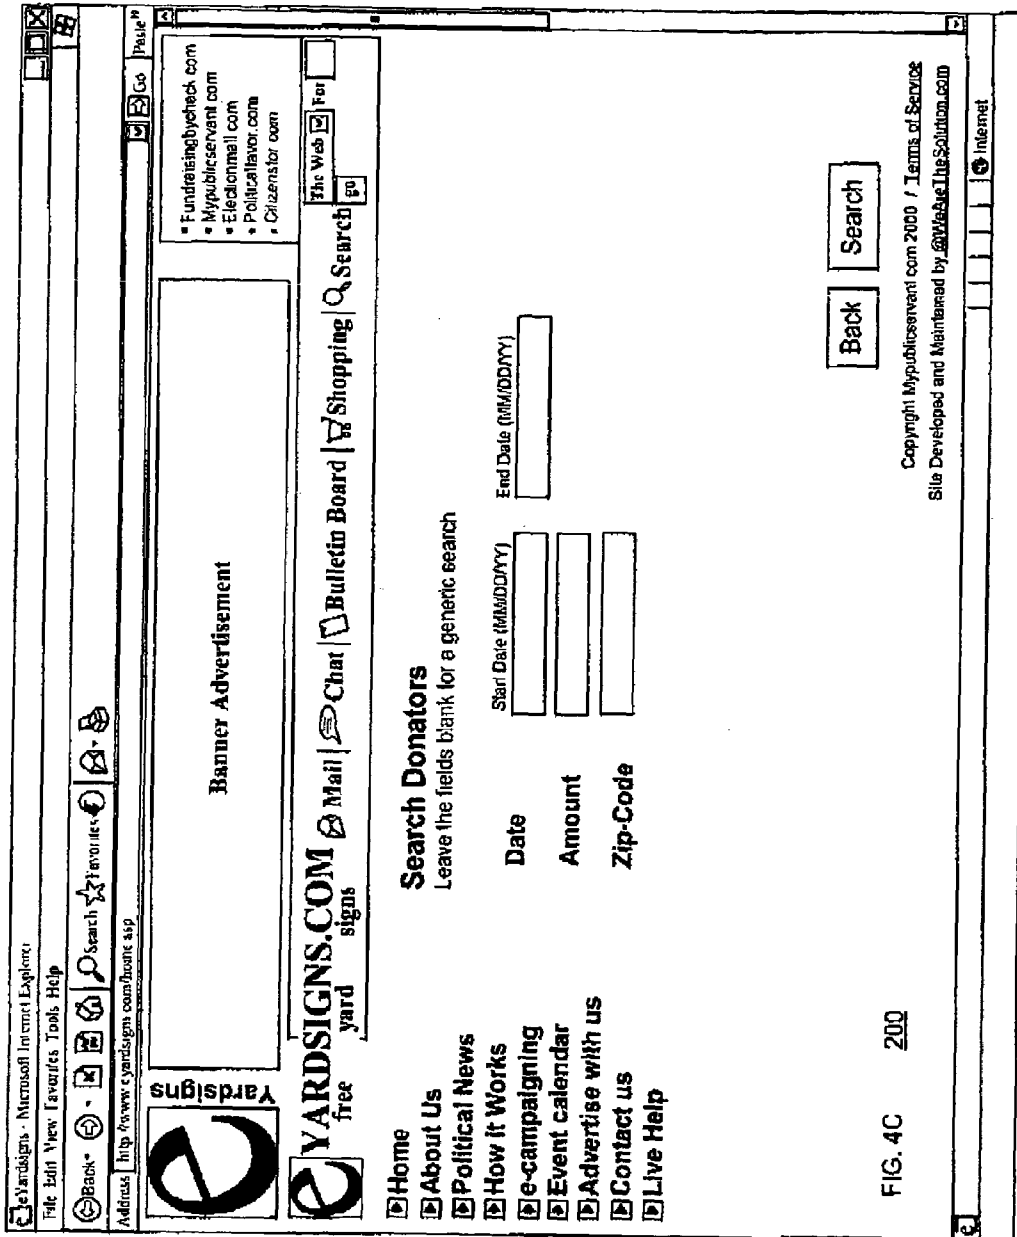 eYardsigns - Microsoft Internet Explorer
File Edit View Favorites Tools Help
Back Search Favorites
Address http://www.eyardsigns.com/home.asp Go
Yardsigns
Banner Advertisement
Fundraisingbycheck com
Mypublicservant com
Electionmall com
Politicalfavor.com
Citizenstor com
e YARDSIGNS.COM Mail Chat Bulletin Board Shopping Search The Web For
free yard signs go
Home
About Us
Political News
How it Works
e-campaigning
Event calendar
Advertise with us
Contact us
Live Help
Search Donators
Leave the fields blank for a generic search
Start Date (MM/DD/YY) End Date (MM/DD/YY)
Date
Amount
Zip-Code
Back Search
Copyright Mypublicservant com 2000 / Terms of Service
Site Developed and Maintained by @WeAreTheSolution.com
Internet
FIG. 4C 200